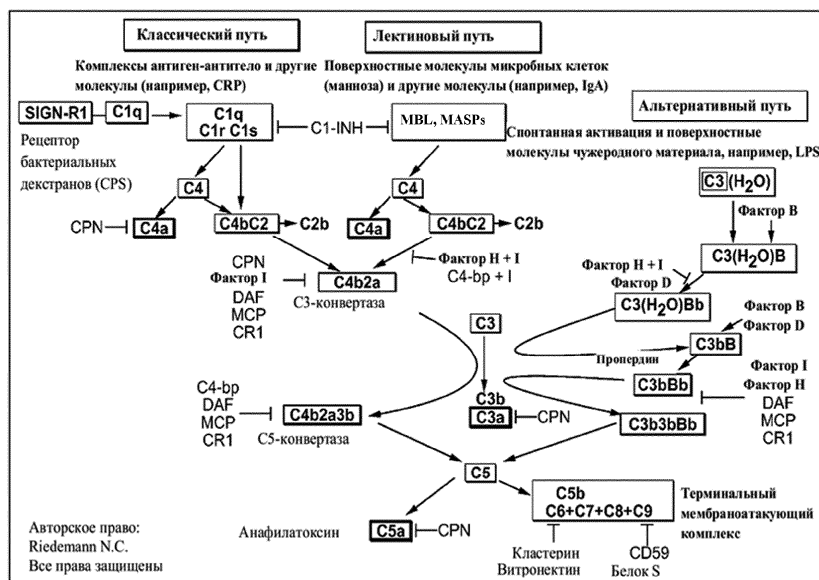 Классический путь
Лектиновый путь
Комплексы антиген-антитело и другие
молекулы (например, CRP)
Поверхностные молекулы микробных клеток
(манноза) и другие молекулы (например, IgA)
Альтернативный путь
SIGN-R1
C1q
C1q
C1r C1s
C1-INH
MBL, MASPs
Спонтанная активация и поверхностные
молекулы чужеродного материала, например, LPS
Рецептор
бактериальных
декстранов (CPS)
C4
C4
C3(H2O)
Фактор B
CPN
C4a
C4bC2
C2b
C4a
C4bC2
C2b
C3(H2O)B
CPN
Фактор I
DAF
MCP
CR1
C4b2a
C3-конвертаза
Фактор H + I
C4-bp + I
Фактор H + I
Фактор D
C3(H2O)Bb
C3
Фактор B
Фактор D
C3bB
Пропердин
C3bBb
Фактор I
Фактор H
DAF
MCP
CR1
C4-bp
DAF
MCP
CR1
C4b2a3b
C5-конвертаза
C3b
C3a
CPN
C3b3bBb
C5
C5b
C6+C7+C8+C9
Терминальный
мембраноатакующий
комплекс
Анафилатоксин
C5a
CPN
Кластерин
Витронектин
CD59
Белок S
Авторское право:
Riedemann N.C.
Все права защищены